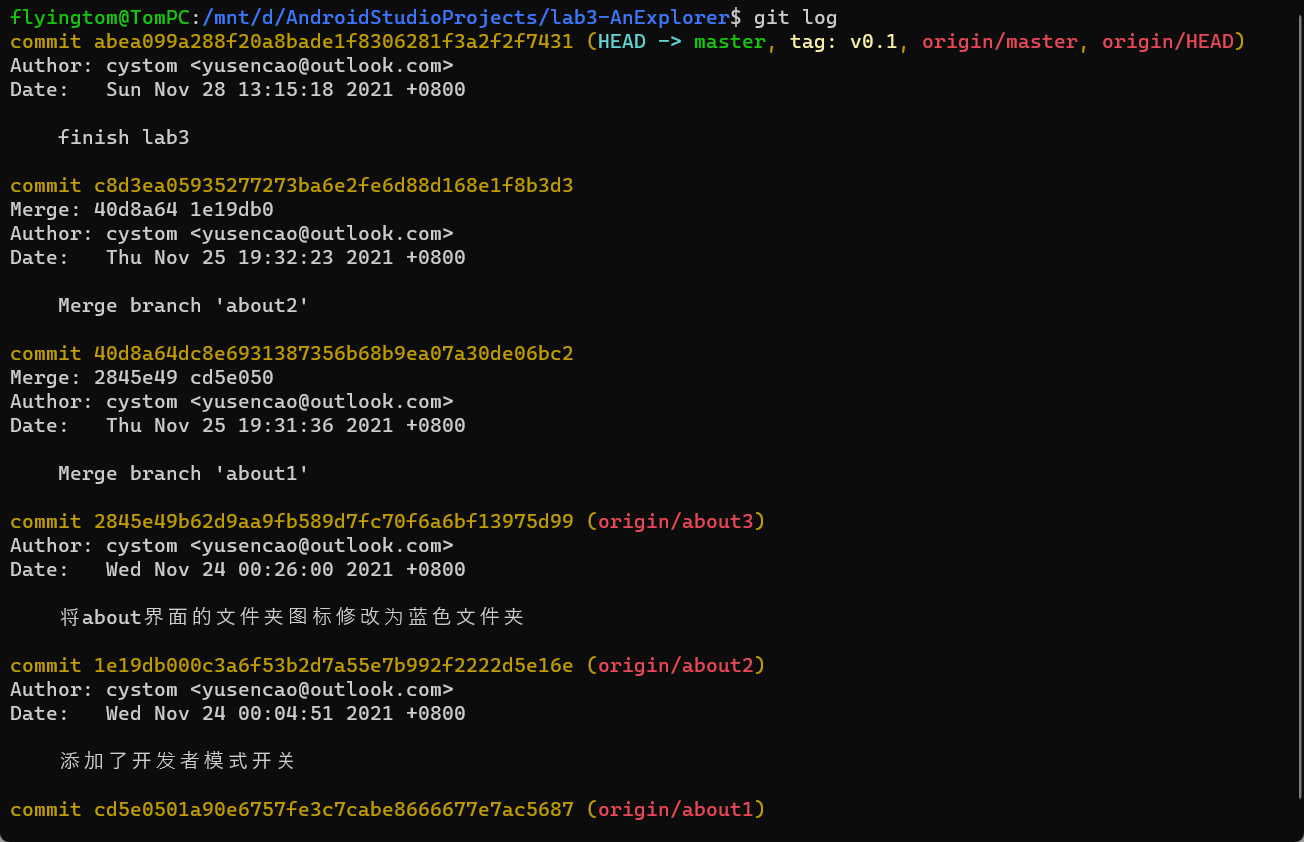 flyingtom@TomPC:/mnt/d/AndroidStudioProjects/lab3-AnExplorer$ git log
commit abea099a288f20a8bade1f8306281f3a2f2f7431 (HEAD -> master, tag: v0.1, origin/master, origin/HEAD)
Author: cystom <yusencao@outlook.com>
Date:   Sun Nov 28 13:15:18 2021 +0800
finish lab3
commit c8d3ea05935277273ba6e2fe6d88d168e1f8b3d3
Merge: 40d8a64 1e19db0
Author: cystom <yusencao@outlook.com>
Date:   Thu Nov 25 19:32:23 2021 +0800
Merge branch 'about2'
commit 40d8a64dc8e6931387356b68b9ea07a30de06bc2
Merge: 2845e49 cd5e050
Author: cystom <yusencao@outlook.com>
Date:   Thu Nov 25 19:31:36 2021 +0800
Merge branch 'about1'
commit 2845e49b62d9aa9fb589d7fc70f6a6bf13975d99 (origin/about3)
Author: cystom <yusencao@outlook.com>
Date:   Wed Nov 24 00:26:00 2021 +0800
将about界面的文件夹图标修改为蓝色文件夹
commit 1e19db000c3a6f53b2d7a55e7b992f2222d5e16e (origin/about2)
Author: cystom <yusencao@outlook.com>
Date:   Wed Nov 24 00:04:51 2021 +0800
添加了开发者模式开关
commit cd5e0501a90e6757fe3c7cabe8666677e7ac5687 (origin/about1)